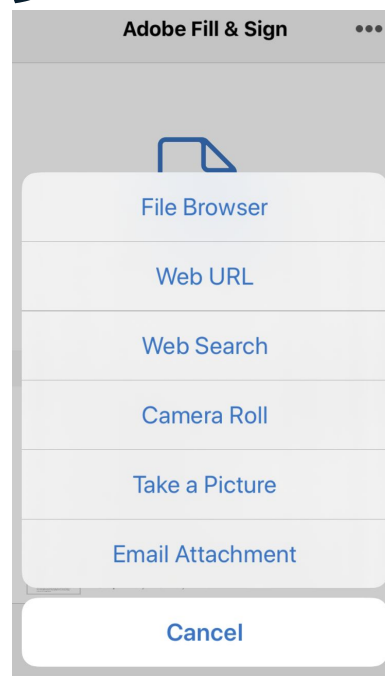 Adobe Fill & Sign
File Browser
Web URL
Web Search
Camera Roll
Take a Picture
Email Attachment
Cancel